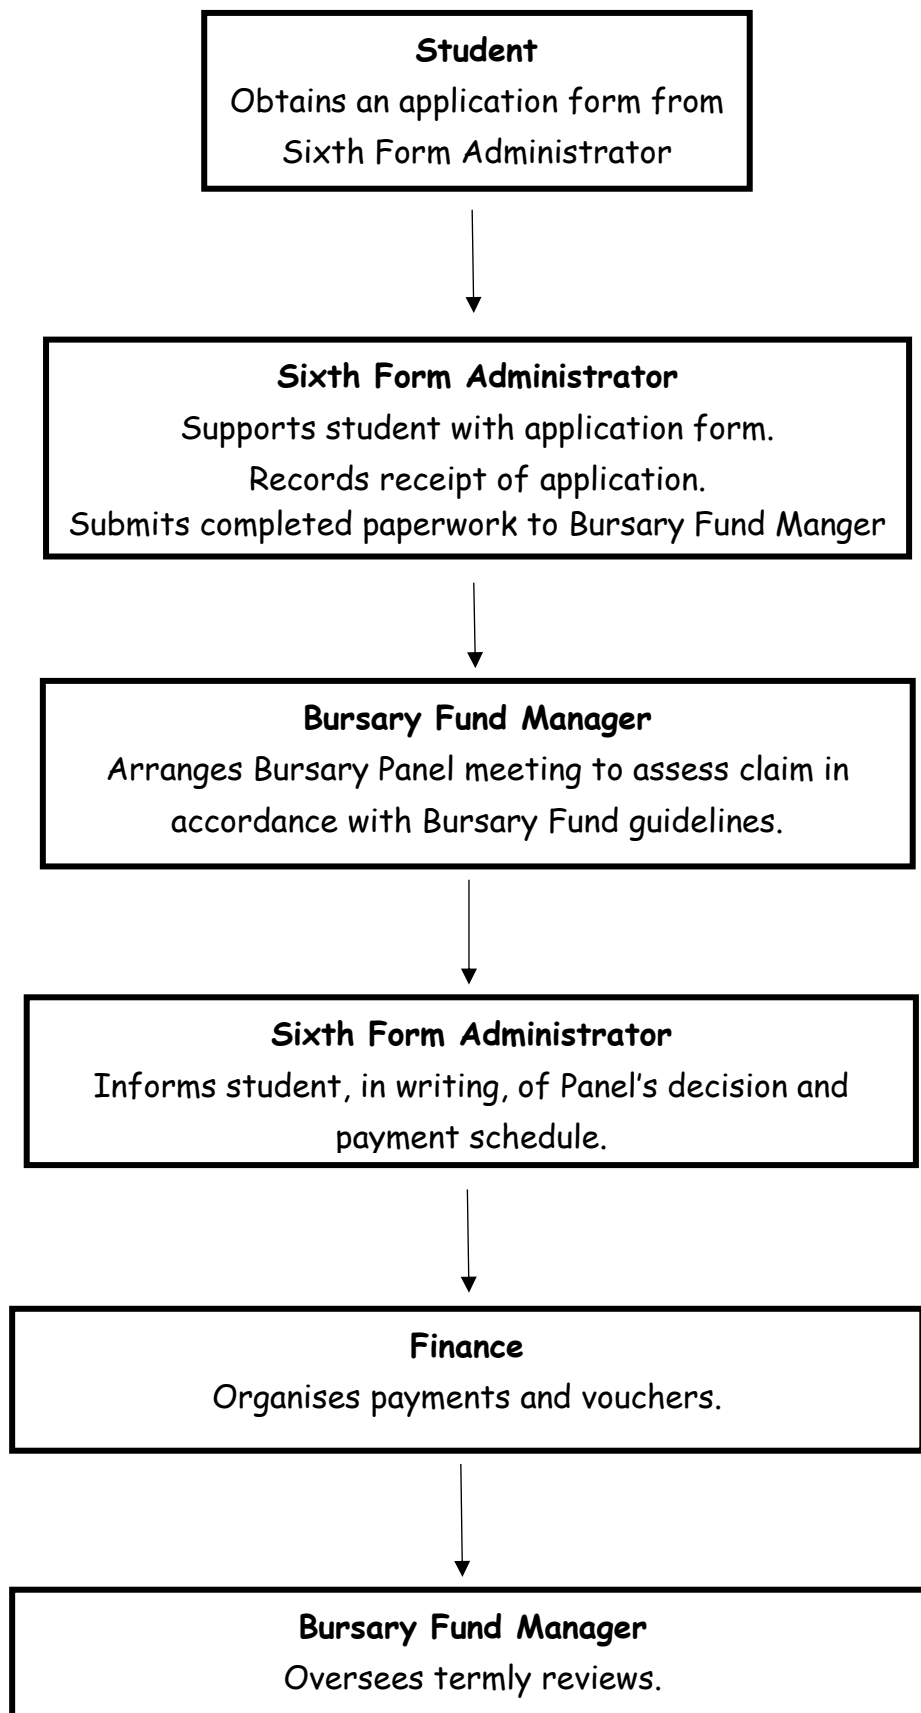 Student
Obtains an application form from
Sixth Form Administrator
Sixth Form Administrator
Supports student with application form.
Records receipt of application.
Submits completed paperwork to Bursary Fund Manger
Bursary Fund Manager
Arranges Bursary Panel meeting to assess claim in
accordance with Bursary Fund guidelines.
Sixth Form Administrator
Informs student, in writing, of Panel’s decision and
payment schedule.
Finance
Organises payments and vouchers.
Bursary Fund Manager
Oversees termly reviews.